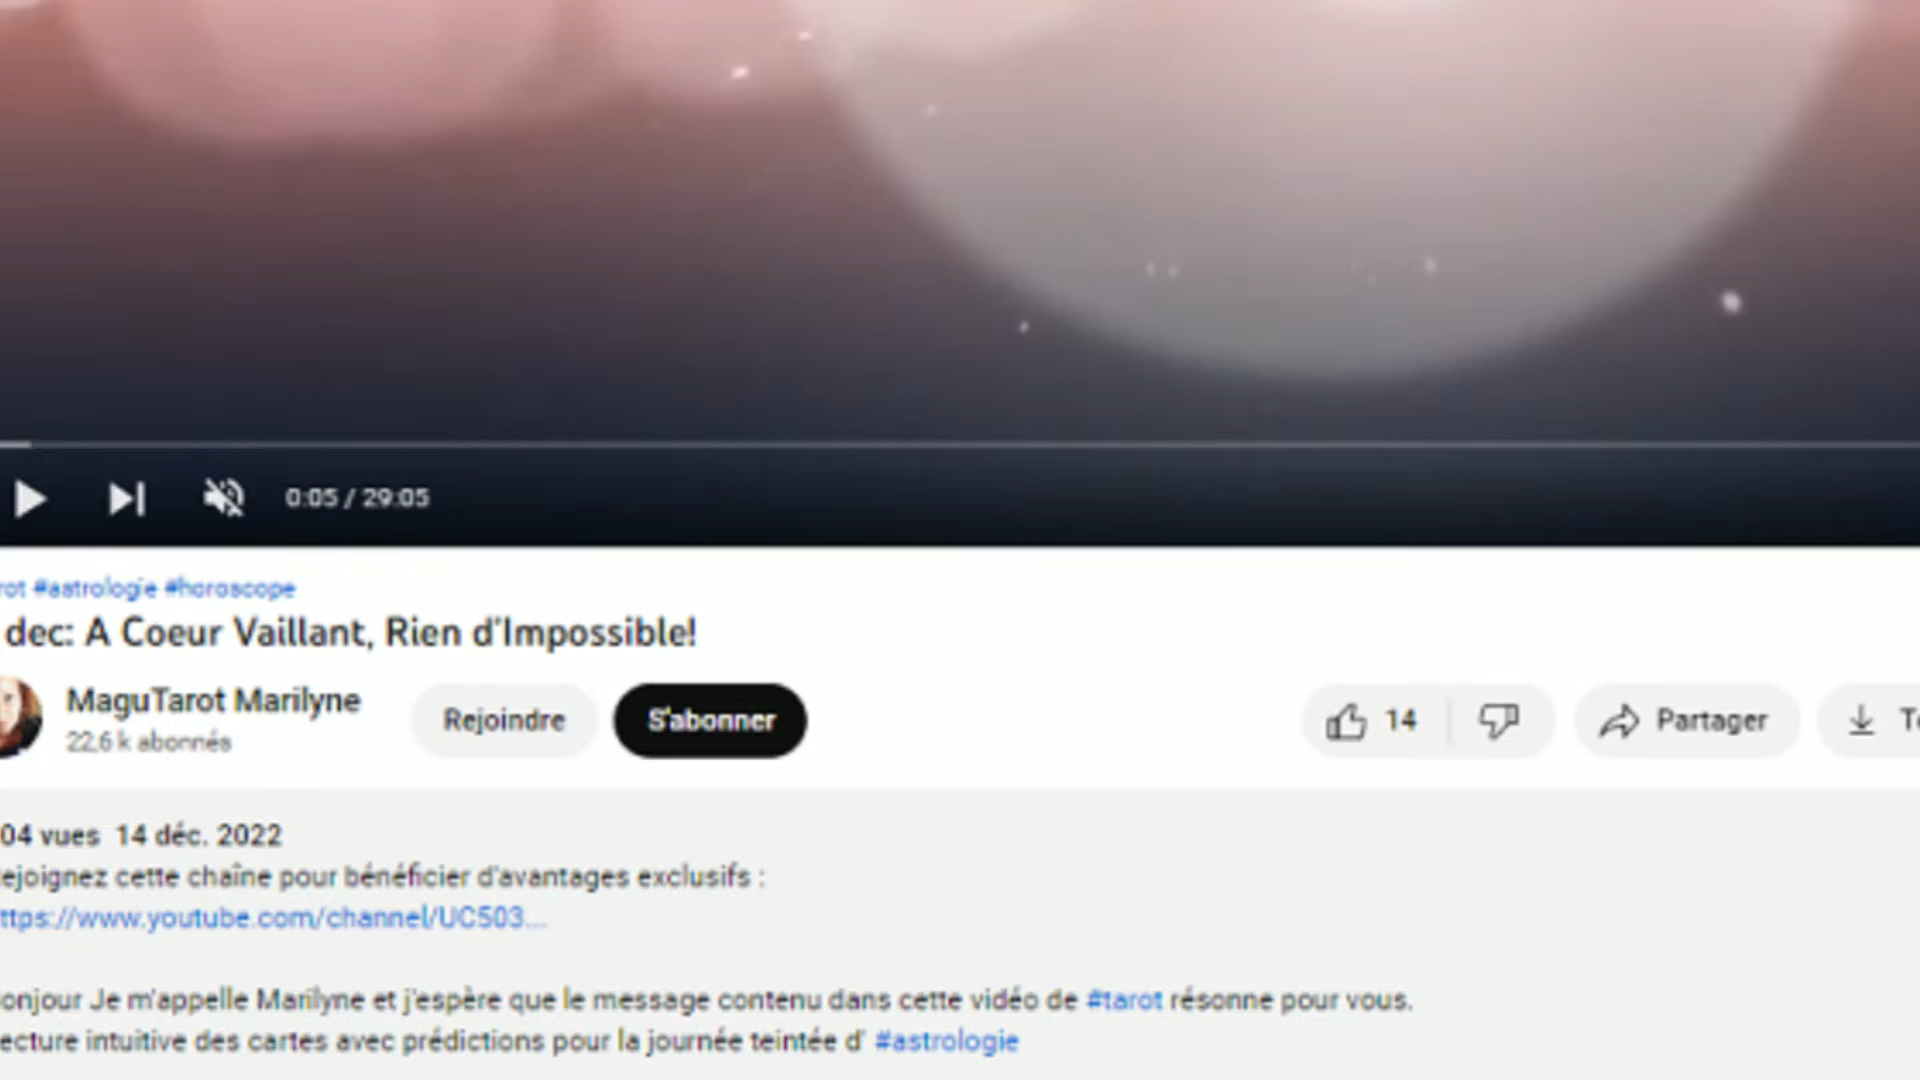 0:05 / 29:05
#astrologie #horoscope
dec: A Coeur Vaillant, Rien d'Impossible!
MaguTarot Marilyne
22,6 k abonnés
Rejoindre
S'abonner
14
Partager
04 vues 14 déc. 2022
ejoignez cette chaîne pour bénéficier d'avantages exclusifs :
ttps://www.youtube.com/channel/UC503...
onjour Je m'appelle Marilyne et j'espère que le message contenu dans cette vidéo de #tarot résonne pour vous.
ecture intuitive des cartes avec prédictions pour la journée teintée d' #astrologie